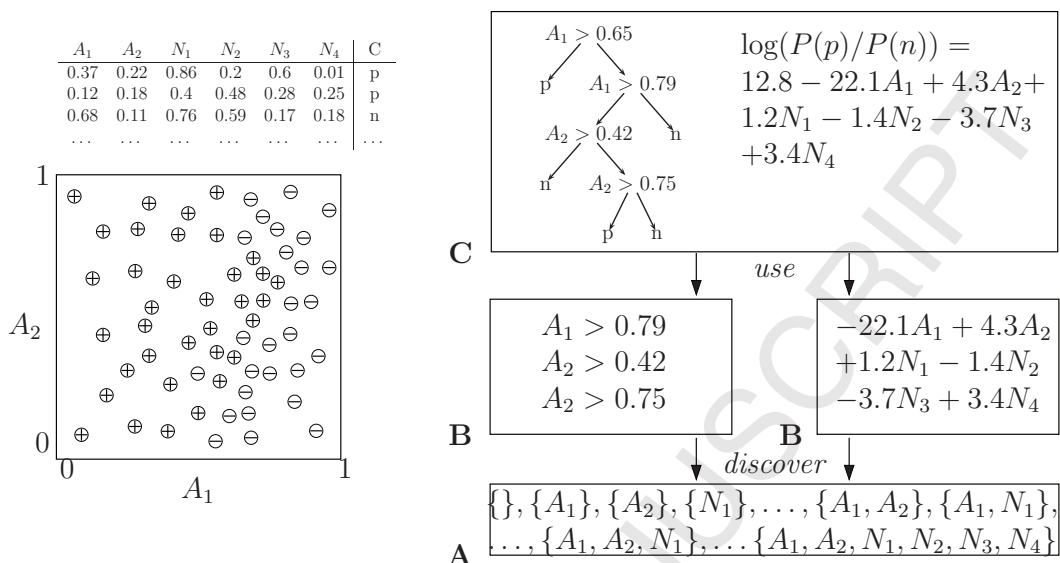 A₁ A₂ N₁ N₂ N₃ N₄ C
0.37 0.22 0.86 0.2 0.6 0.01 p
0.12 0.18 0.4 0.48 0.28 0.25 p
0.68 0.11 0.76 0.59 0.17 0.18 n
... ... ... ... ... ... ...
1
A₂
0
0 1
A₁
A₁ > 0.65
p A₁ > 0.79
A₂ > 0.42 n
n A₂ > 0.75
p n
log(P(p)/P(n)) =
12.8 − 22.1A₁ + 4.3A₂+
1.2N₁ − 1.4N₂ − 3.7N₃
+3.4N₄
C
use
A₁ > 0.79
A₂ > 0.42
A₂ > 0.75
B
−22.1A₁ + 4.3A₂
+1.2N₁ − 1.4N₂
−3.7N₃ + 3.4N₄
B
discover
{}, {A₁}, {A₂}, {N₁}, . . . , {A₁, A₂}, {A₁, N₁},
. . . , {A₁, A₂, N₁}, . . . {A₁, A₂, N₁, N₂, N₃, N₄}
A
USCRIPT